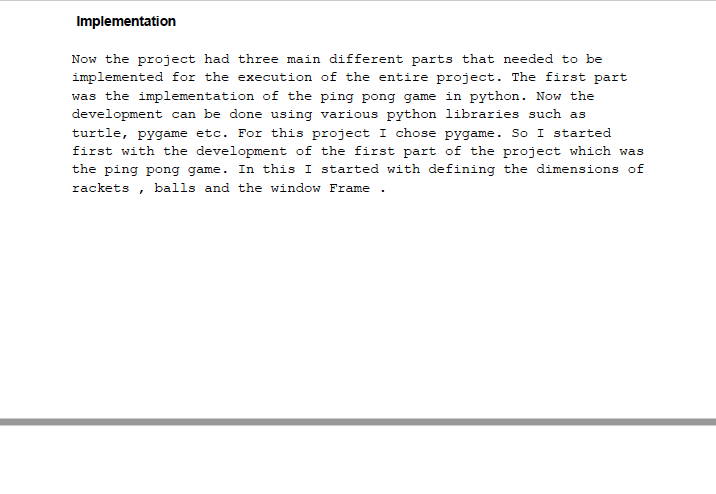 Implementation
Now the project had three main different parts that needed to be
implemented for the execution of the entire project. The first part
was the implementation of the ping pong game in python. Now the
development can be done using various python libraries such as
turtle, pygame etc. For this project I chose pygame. So I started
first with the development of the first part of the project which was
the ping pong game. In this I started with defining the dimensions of
rackets , balls and the window Frame .